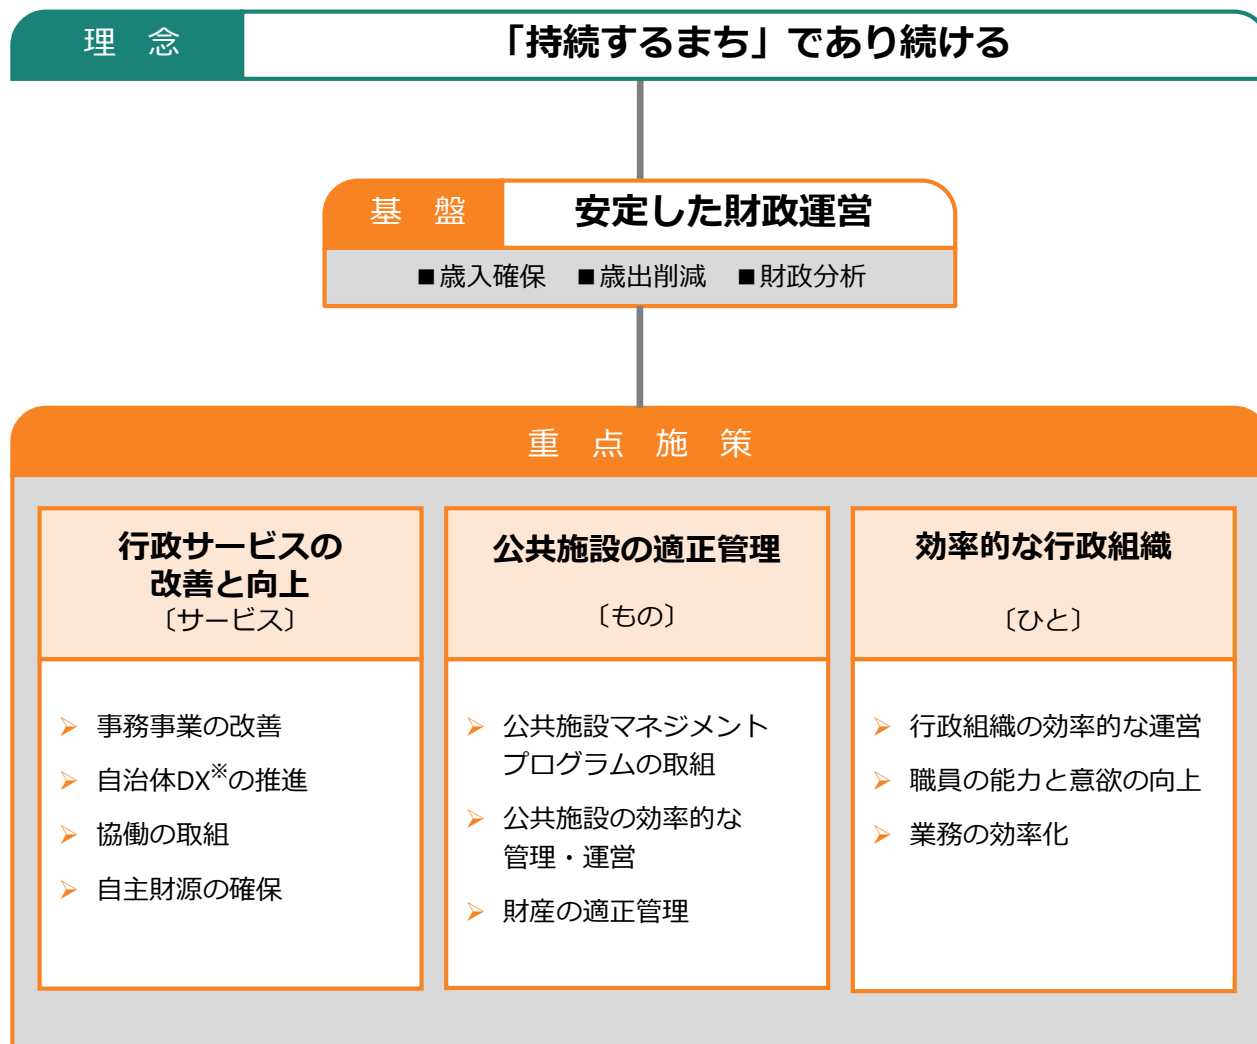 理 念
「持続するまち」であり続ける
基 盤
安定した財政運営
■歳入確保 ■歳出削減 ■財政分析
重 点 施 策
行政サービスの
改善と向上
〔サービス〕
➢ 事務事業の改善
➢ 自治体DX※の推進
➢ 協働の取組
➢ 自主財源の確保
公共施設の適正管理
〔もの〕
➢ 公共施設マネジメント
プログラムの取組
➢ 公共施設の効率的な
管理・運営
➢ 財産の適正管理
効率的な行政組織
〔ひと〕
➢ 行政組織の効率的な運営
➢ 職員の能力と意欲の向上
➢ 業務の効率化